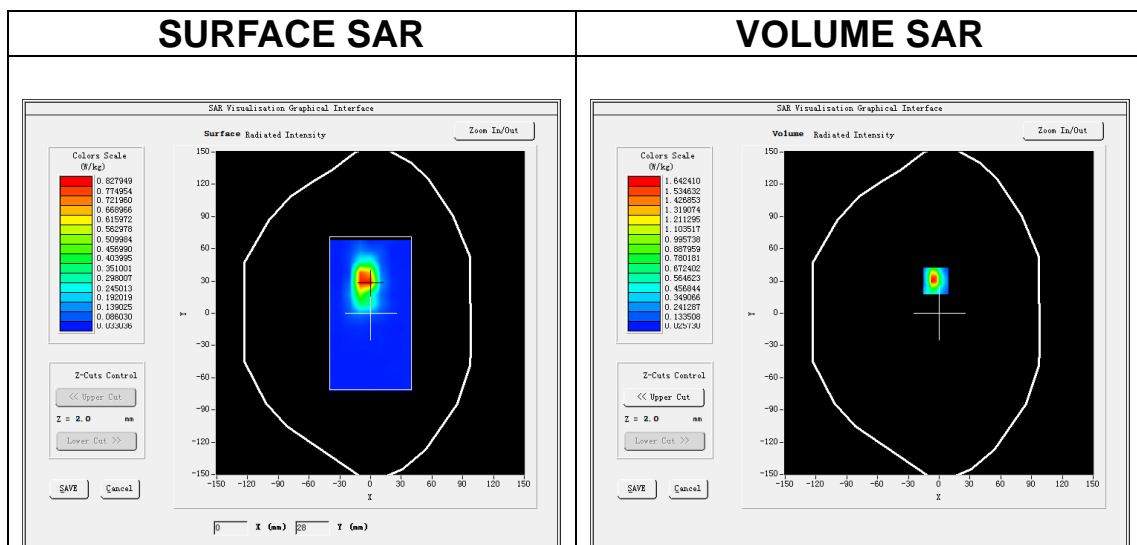 SURFACE SAR
VOLUME SAR
SAR Visualisation Graphical Interface
Surface Radiated Intensity
Zoom In/Out
Colors Scale
(W/kg)
0.827949
0.774954
0.721960
0.668966
0.615972
0.562978
0.509984
0.456990
0.403995
0.351001
0.298007
0.245013
0.192019
0.139025
0.086030
0.033036
Z-Cuts Control
<< Upper Cut
Z = 2.0 mm
Lower Cut >>
SAVE
Cancel
150
120
90
60
30
0
-30
-60
-90
-120
-150
Y
-150 -120 -90 -60 -30 0 30 60 90 120 150
X
0 X (mm) 28 Y (mm)
SAR Visualisation Graphical Interface
Volume Radiated Intensity
Zoom In/Out
Colors Scale
(W/kg)
1.642410
1.534632
1.426853
1.319074
1.211295
1.103517
0.995738
0.887959
0.780181
0.672402
0.564623
0.456844
0.349066
0.241287
0.133508
0.025730
Z-Cuts Control
<< Upper Cut
Z = 2.0 mm
Lower Cut >>
SAVE
Cancel
150
120
90
60
30
0
-30
-60
-90
-120
-150
Y
-150 -120 -90 -60 -30 0 30 60 90 120 150
X